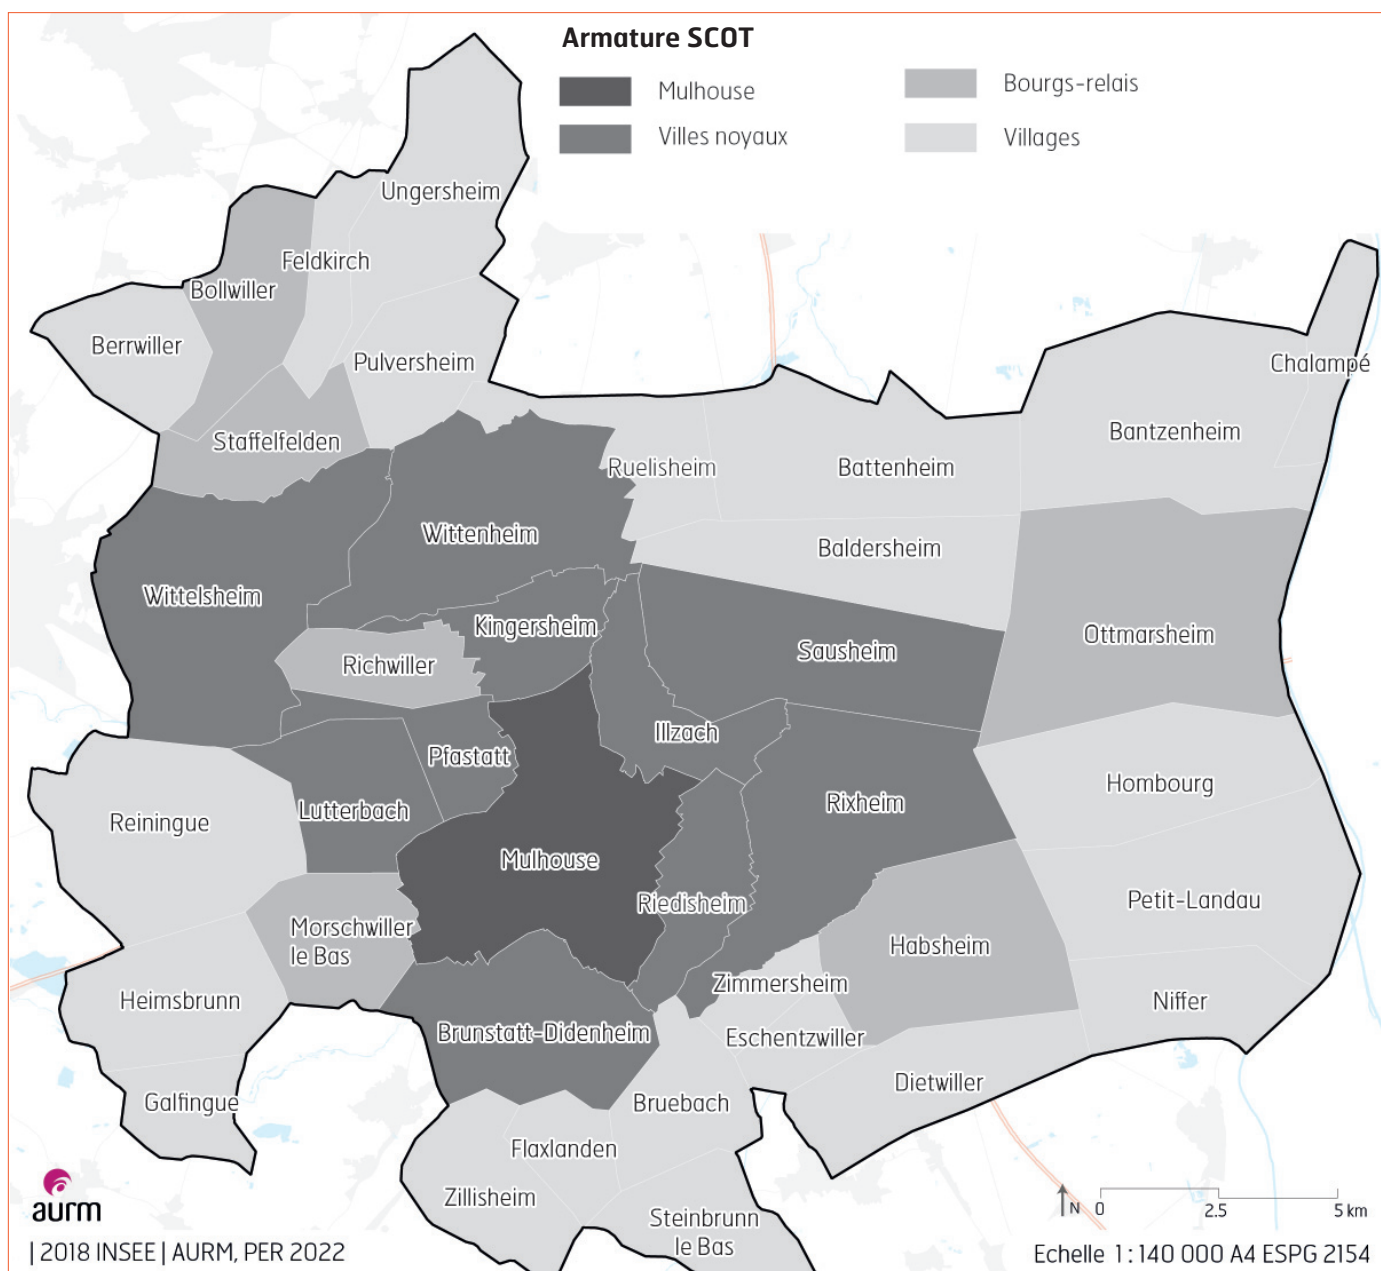 Armature SCOT
Mulhouse
Bourgs-relais
Villes noyaux
Villages
Ungersheim
Feldkirch
Bollwiller
Berrwiller
Pulversheim
Chalampé
Staffelfelden
Bantzenheim
Ruelisheim
Battenheim
Wittenheim
Baldersheim
Wittelsheim
Kingersheim
Ottmarsheim
Sausheim
Richwiller
Illzach
Pfastatt
Hombourg
Rixheim
Lutterbach
Reiningue
Mulhouse
Petit-Landau
Riedisheim
Morschwiller
le Bas
Habsheim
Zimmersheim
Heimsbrunn
Niffer
Brunstatt-Didenheim
Eschentzwiller
Dietwiller
Galfingue
Bruebach
Flaxlanden
Zillisheim
Steinbrunn
le Bas
aurm
| 2018 INSEE | AURM, PER 2022
N 0 2.5 5 km
Echelle 1 : 140 000 A4 ESPG 2154